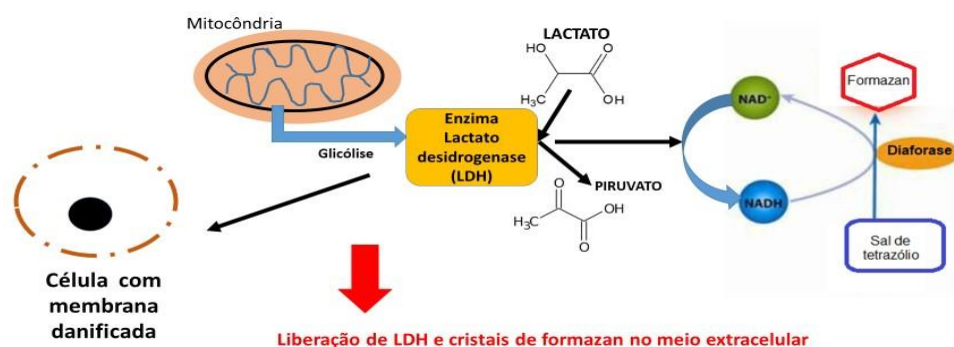 Mitocôndria
LACTATO
HO
O
H₃C
OH
Glicólise
Enzima
Lactato
desidrogenase
(LDH)
PIRUVATO
O
OH
H₃C
O
NAD⁺
NADH
Formazan
Diaforase
Sal de
tetrazólio
Célula com
membrana
danificada
Liberação de LDH e cristais de formazan no meio extracelular